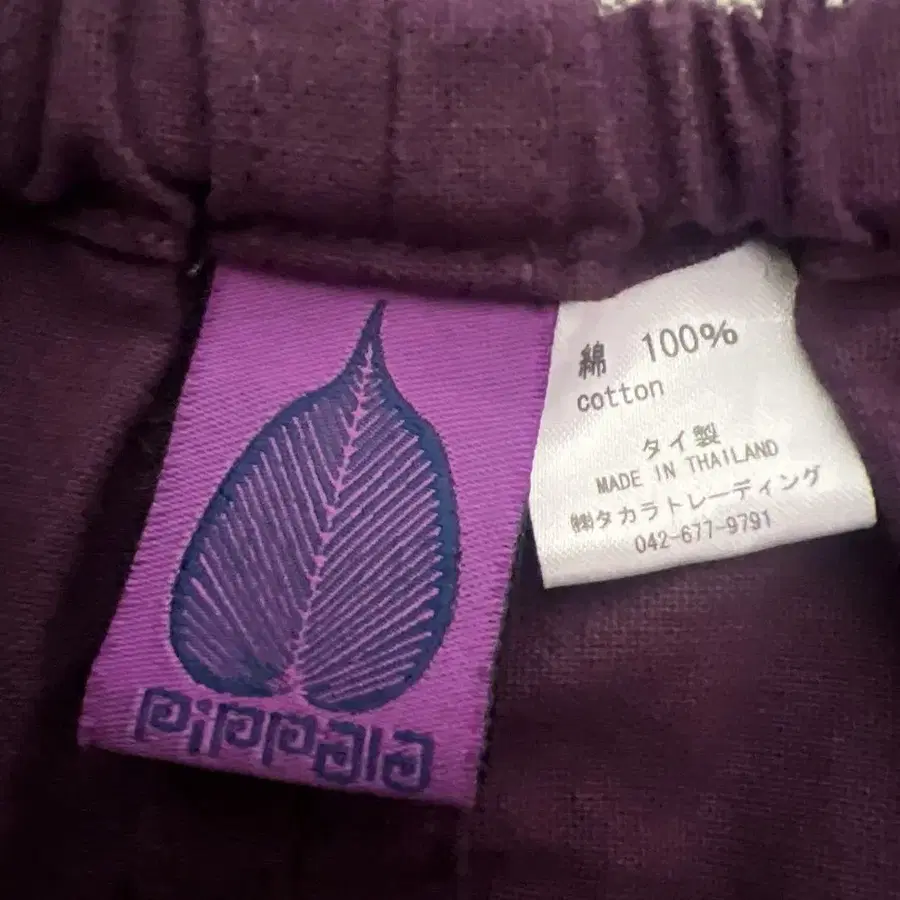 pippala
綿 100%
cotton
タイ製
MADE IN THAILAND
㈱タカラトレーディング
042-677-9791